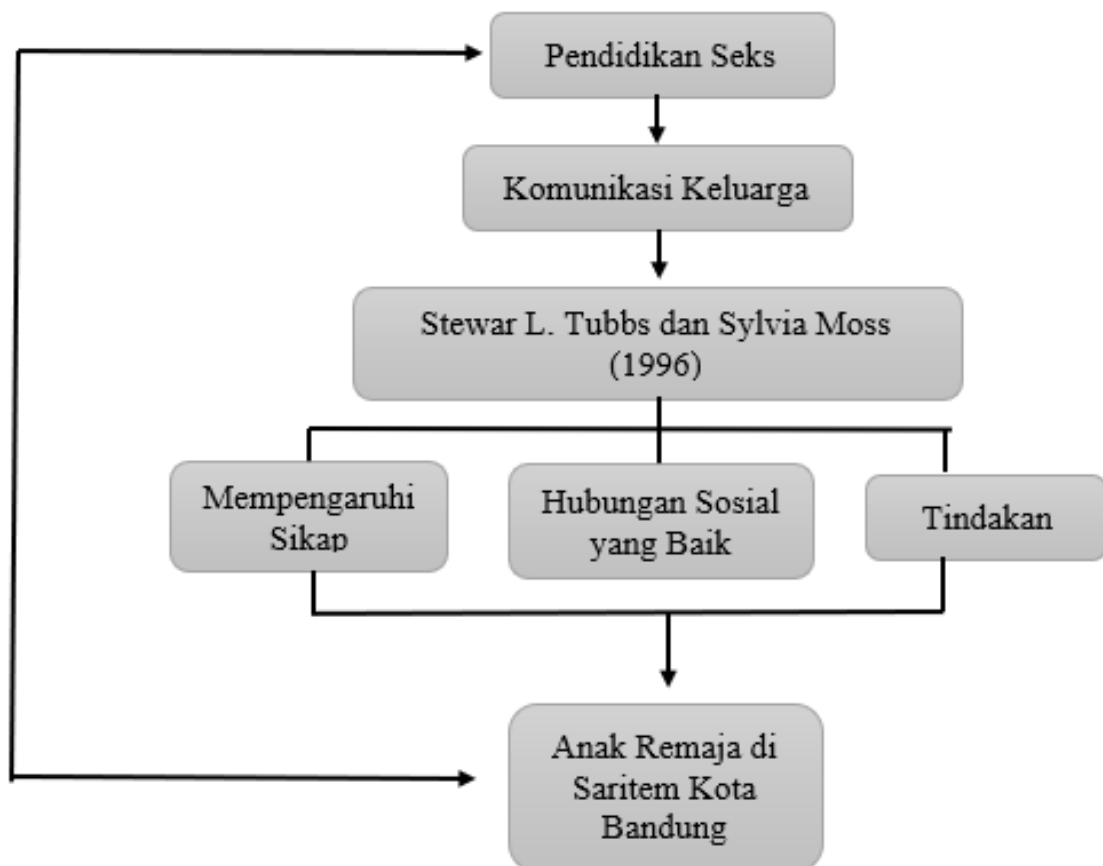 Pendidikan Seks
Komunikasi Keluarga
Stewar L. Tubbs dan Sylvia Moss
(1996)
Mempengaruhi
Sikap
Hubungan Sosial
yang Baik
Tindakan
Anak Remaja di
Saritem Kota
Bandung